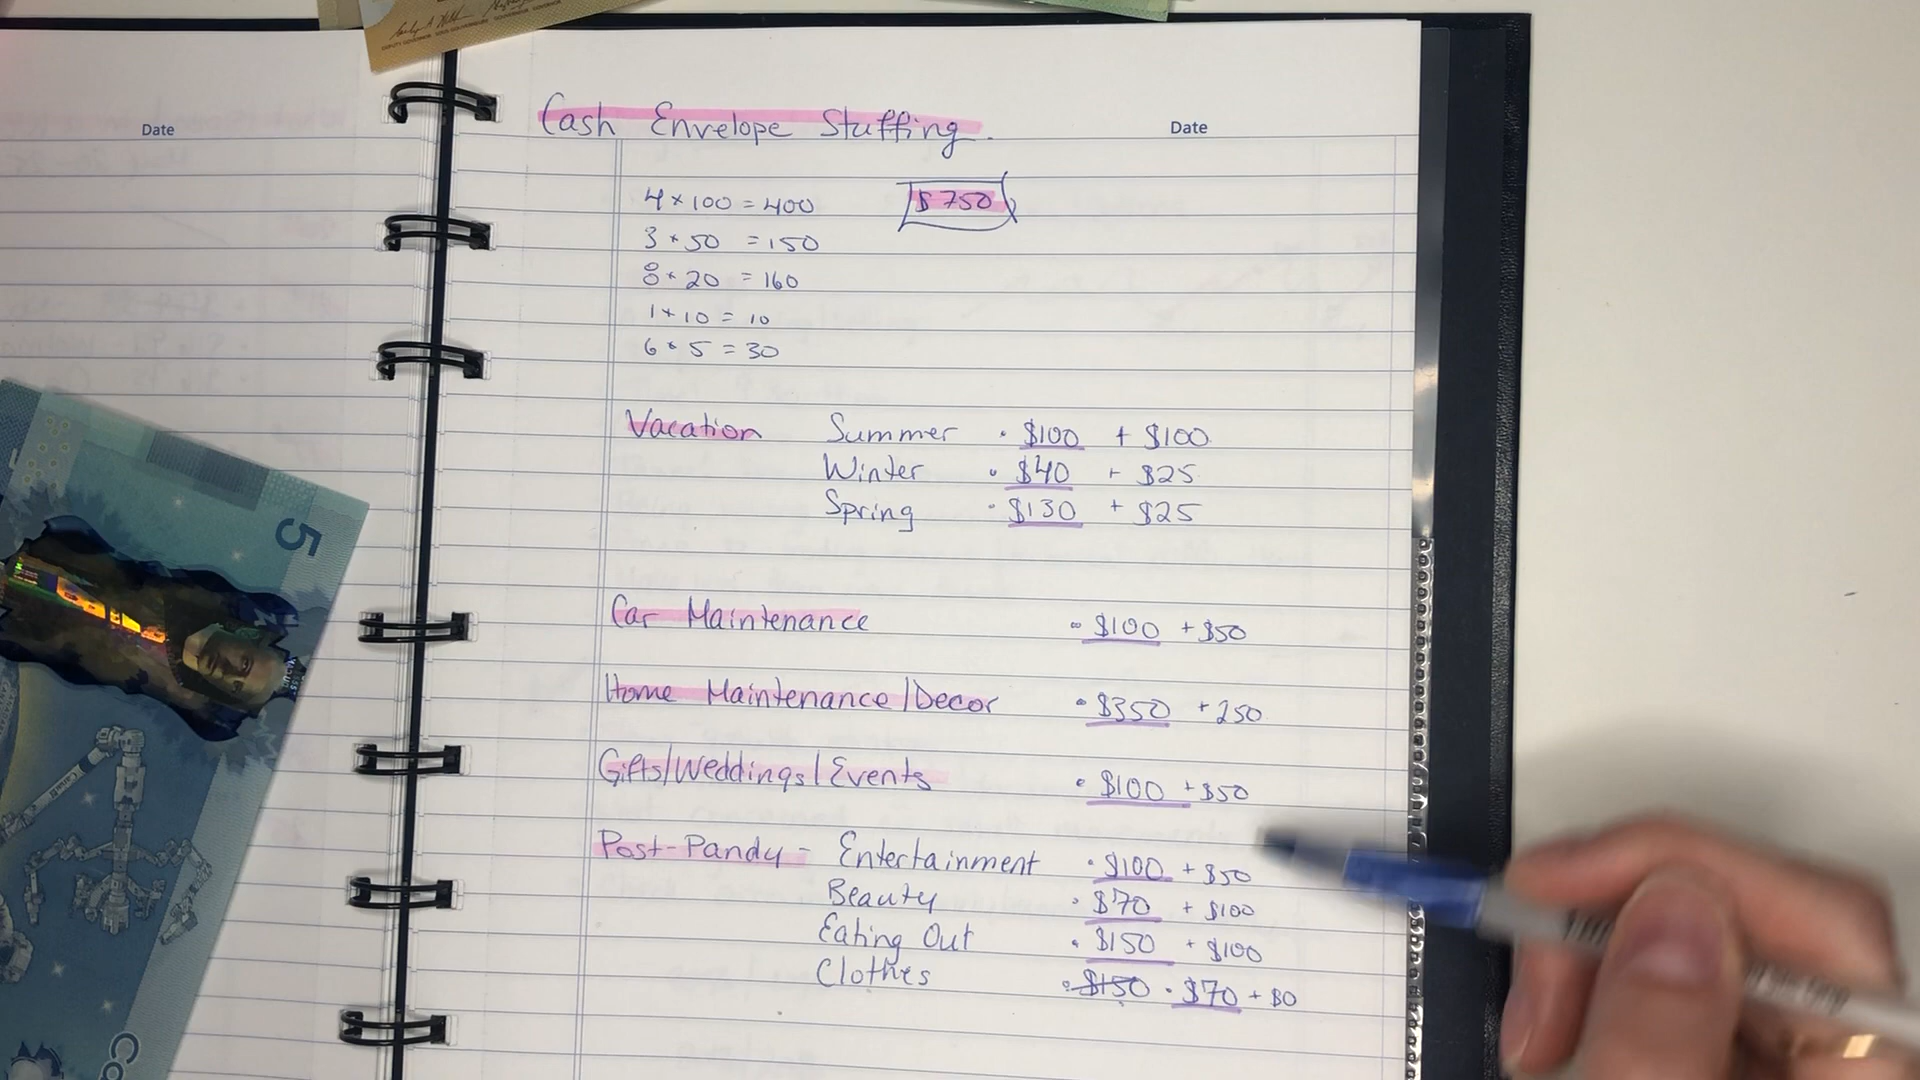 Date
Cash Envelope Stuffing.
Date
4 × 100 = 400 $750
3 × 50 = 150
8 × 20 = 160
1 × 10 = 10
6 × 5 = 30
Vacation Summer · $100 + $100
Winter · $40 + $25
Spring · $130 + $25
Car Maintenance · $100 + $50
Home Maintenance/Decor · $350 + 250
Gifts/Weddings/Events · $100 + $50
Post-Pandy - Entertainment · $100 + $50
Beauty · $70 + $100
Eating Out · $150 + $100
Clothes · $150 · $70 + $0
5